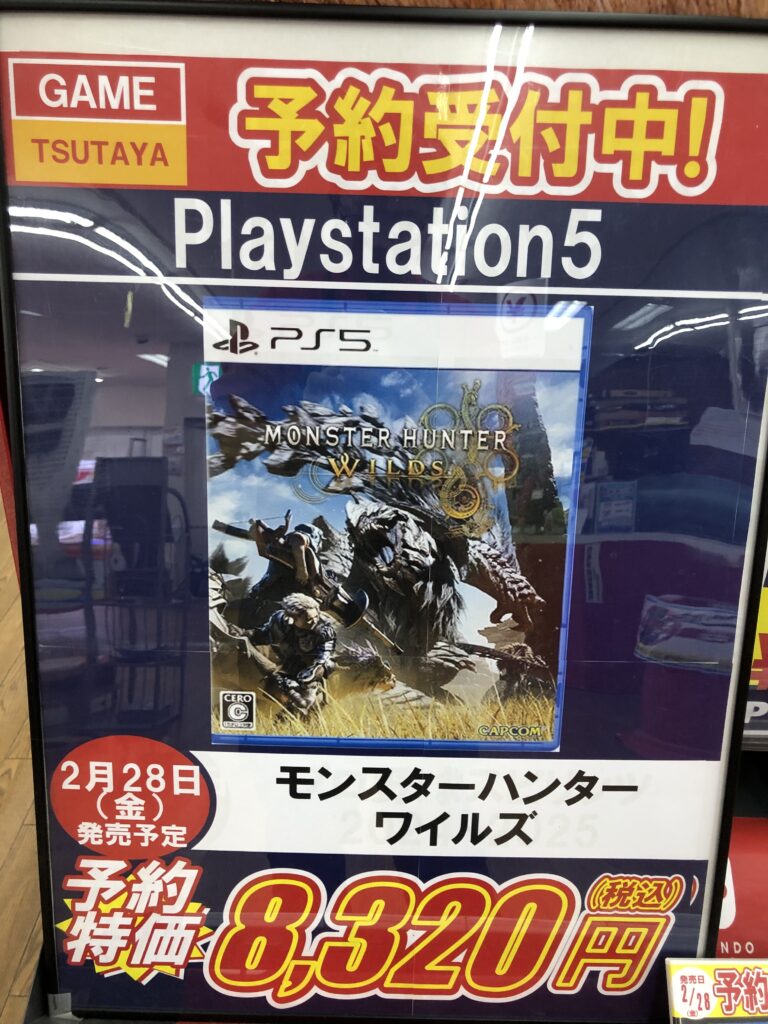 GAME
TSUTAYA
予約受付中!
Playstation5
PS5
MONSTER HUNTER
WILDS
CERO
C
CAPCOM
2月28日
(金)
発売予定
モンスターハンター
ワイルズ
予約
特価
8,320円
(税込)
NDO
発売日
2/28
(金)
予約